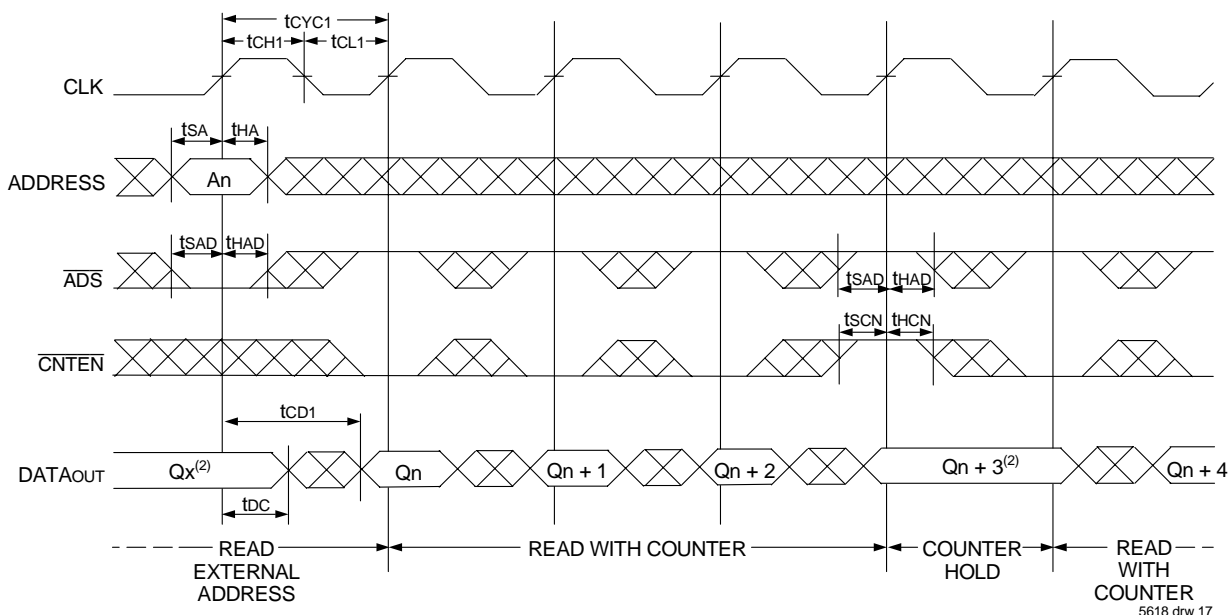 tCYC1
tCH1 tCL1
CLK
tSA tHA
ADDRESS An
tSAD tHAD
ADS
tSAD tHAD
tSCN tHCN
CNTEN
tCD1
DATAOUT Qx(2) Qn Qn + 1 Qn + 2 Qn + 3(2) Qn + 4
tDC
READ EXTERNAL ADDRESS
READ WITH COUNTER
COUNTER HOLD
READ WITH COUNTER
5618 drw 17